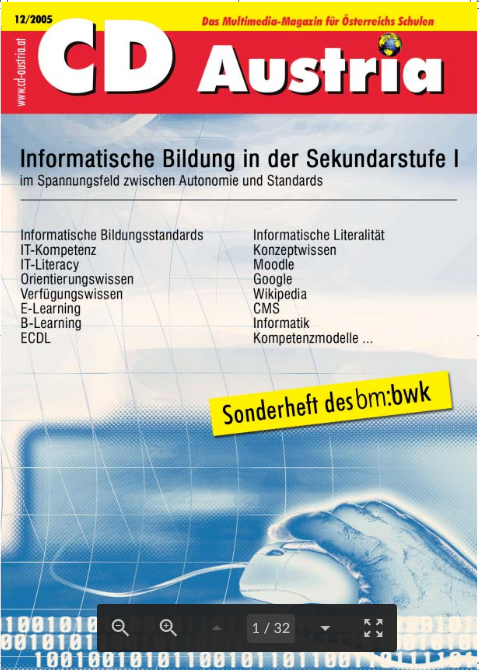 12/2005
Das Multimedia-Magazin für Österreichs Schulen
www.cd-austria.at
CD Austria
Informatische Bildung in der Sekundarstufe I
im Spannungsfeld zwischen Autonomie und Standards
Informatische Bildungsstandards
IT-Kompetenz
IT-Literacy
Orientierungswissen
Verfügungswissen
E-Learning
B-Learning
ECDL
Informatische Literalität
Konzeptwissen
Moodle
Google
Wikipedia
CMS
Informatik
Kompetenzmodelle ...
Sonderheft des bm:bwk
1 / 32